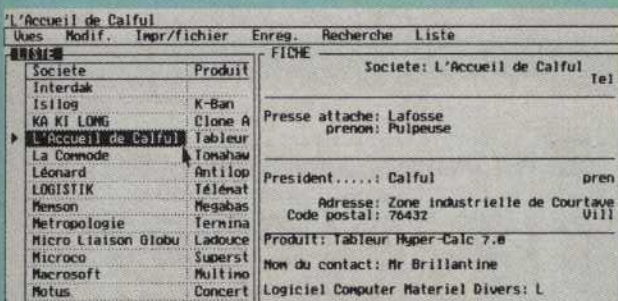 'L'Accueil de Calful
Vues Modif. Impr/fichier Enreg. Recherche Liste
LISTE
Societe Produit
Interdak
Isilog K-Ban
KA KI LONG Clone A
L'Accueil de Calful Tableur
La Commode Tomahaw
Léonard Antilop
LOGISTIK Télémat
Memson Megabas
Metropologie Termina
Micro Liaison Globu Ladouce
Microco Superst
Macrosoft Multimo
Motus Concert
FICHE
Societe: L'Accueil de Calful
Tel
Presse attache: Lafosse
prenom: Pulpeuse
President.....: Calful pren
Adresse: Zone industrielle de Courtave
Code postal: 76432 Vill
Produit: Tableur Hyper-Calc 7.0
Nom du contact: Mr Brillantine
Logiciel Computer Materiel Divers: L